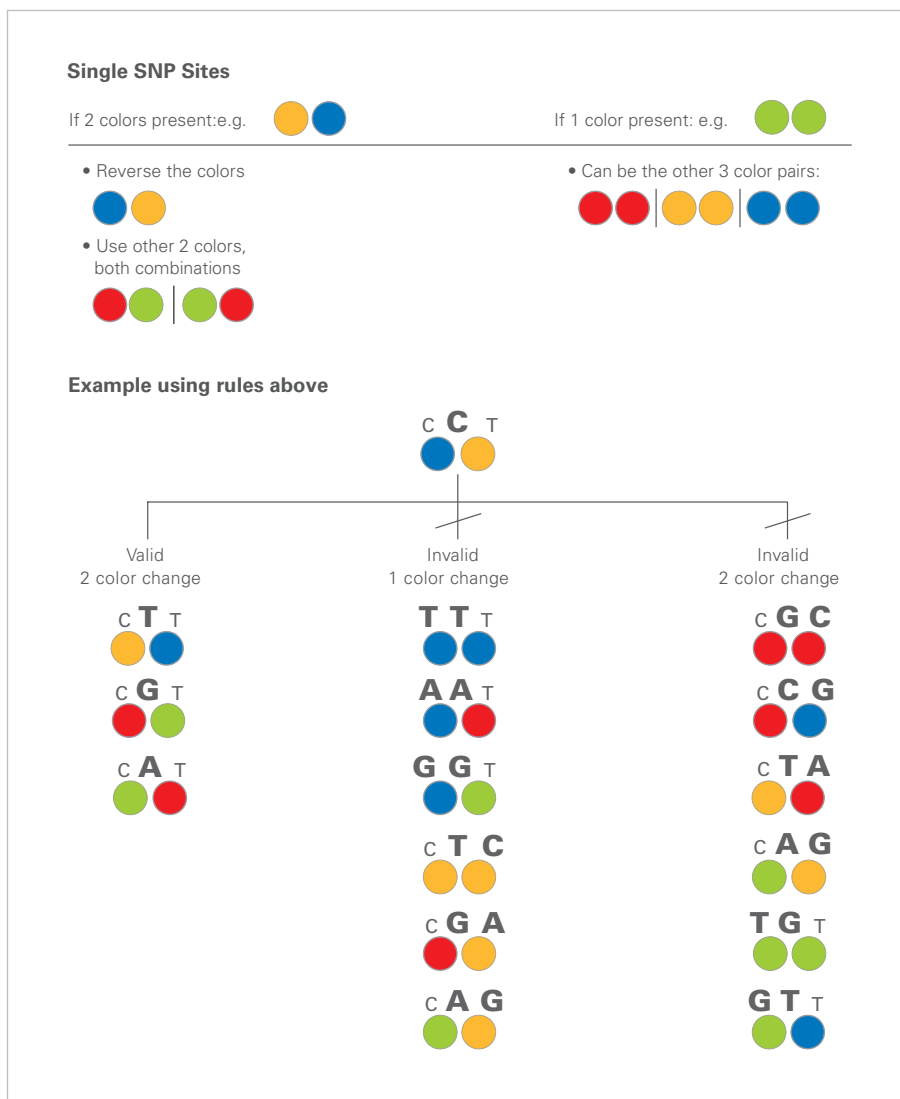 Single SNP Sites
If 2 colors present:e.g.
If 1 color present: e.g.
• Reverse the colors
• Can be the other 3 color pairs:
• Use other 2 colors,
both combinations
Example using rules above
C C T
Valid
2 color change
Invalid
1 color change
Invalid
2 color change
C T T
T T T
C G C
C G T
A A T
C C G
C A T
G G T
C T A
C T C
C A G
C G A
T G T
C A G
G T T